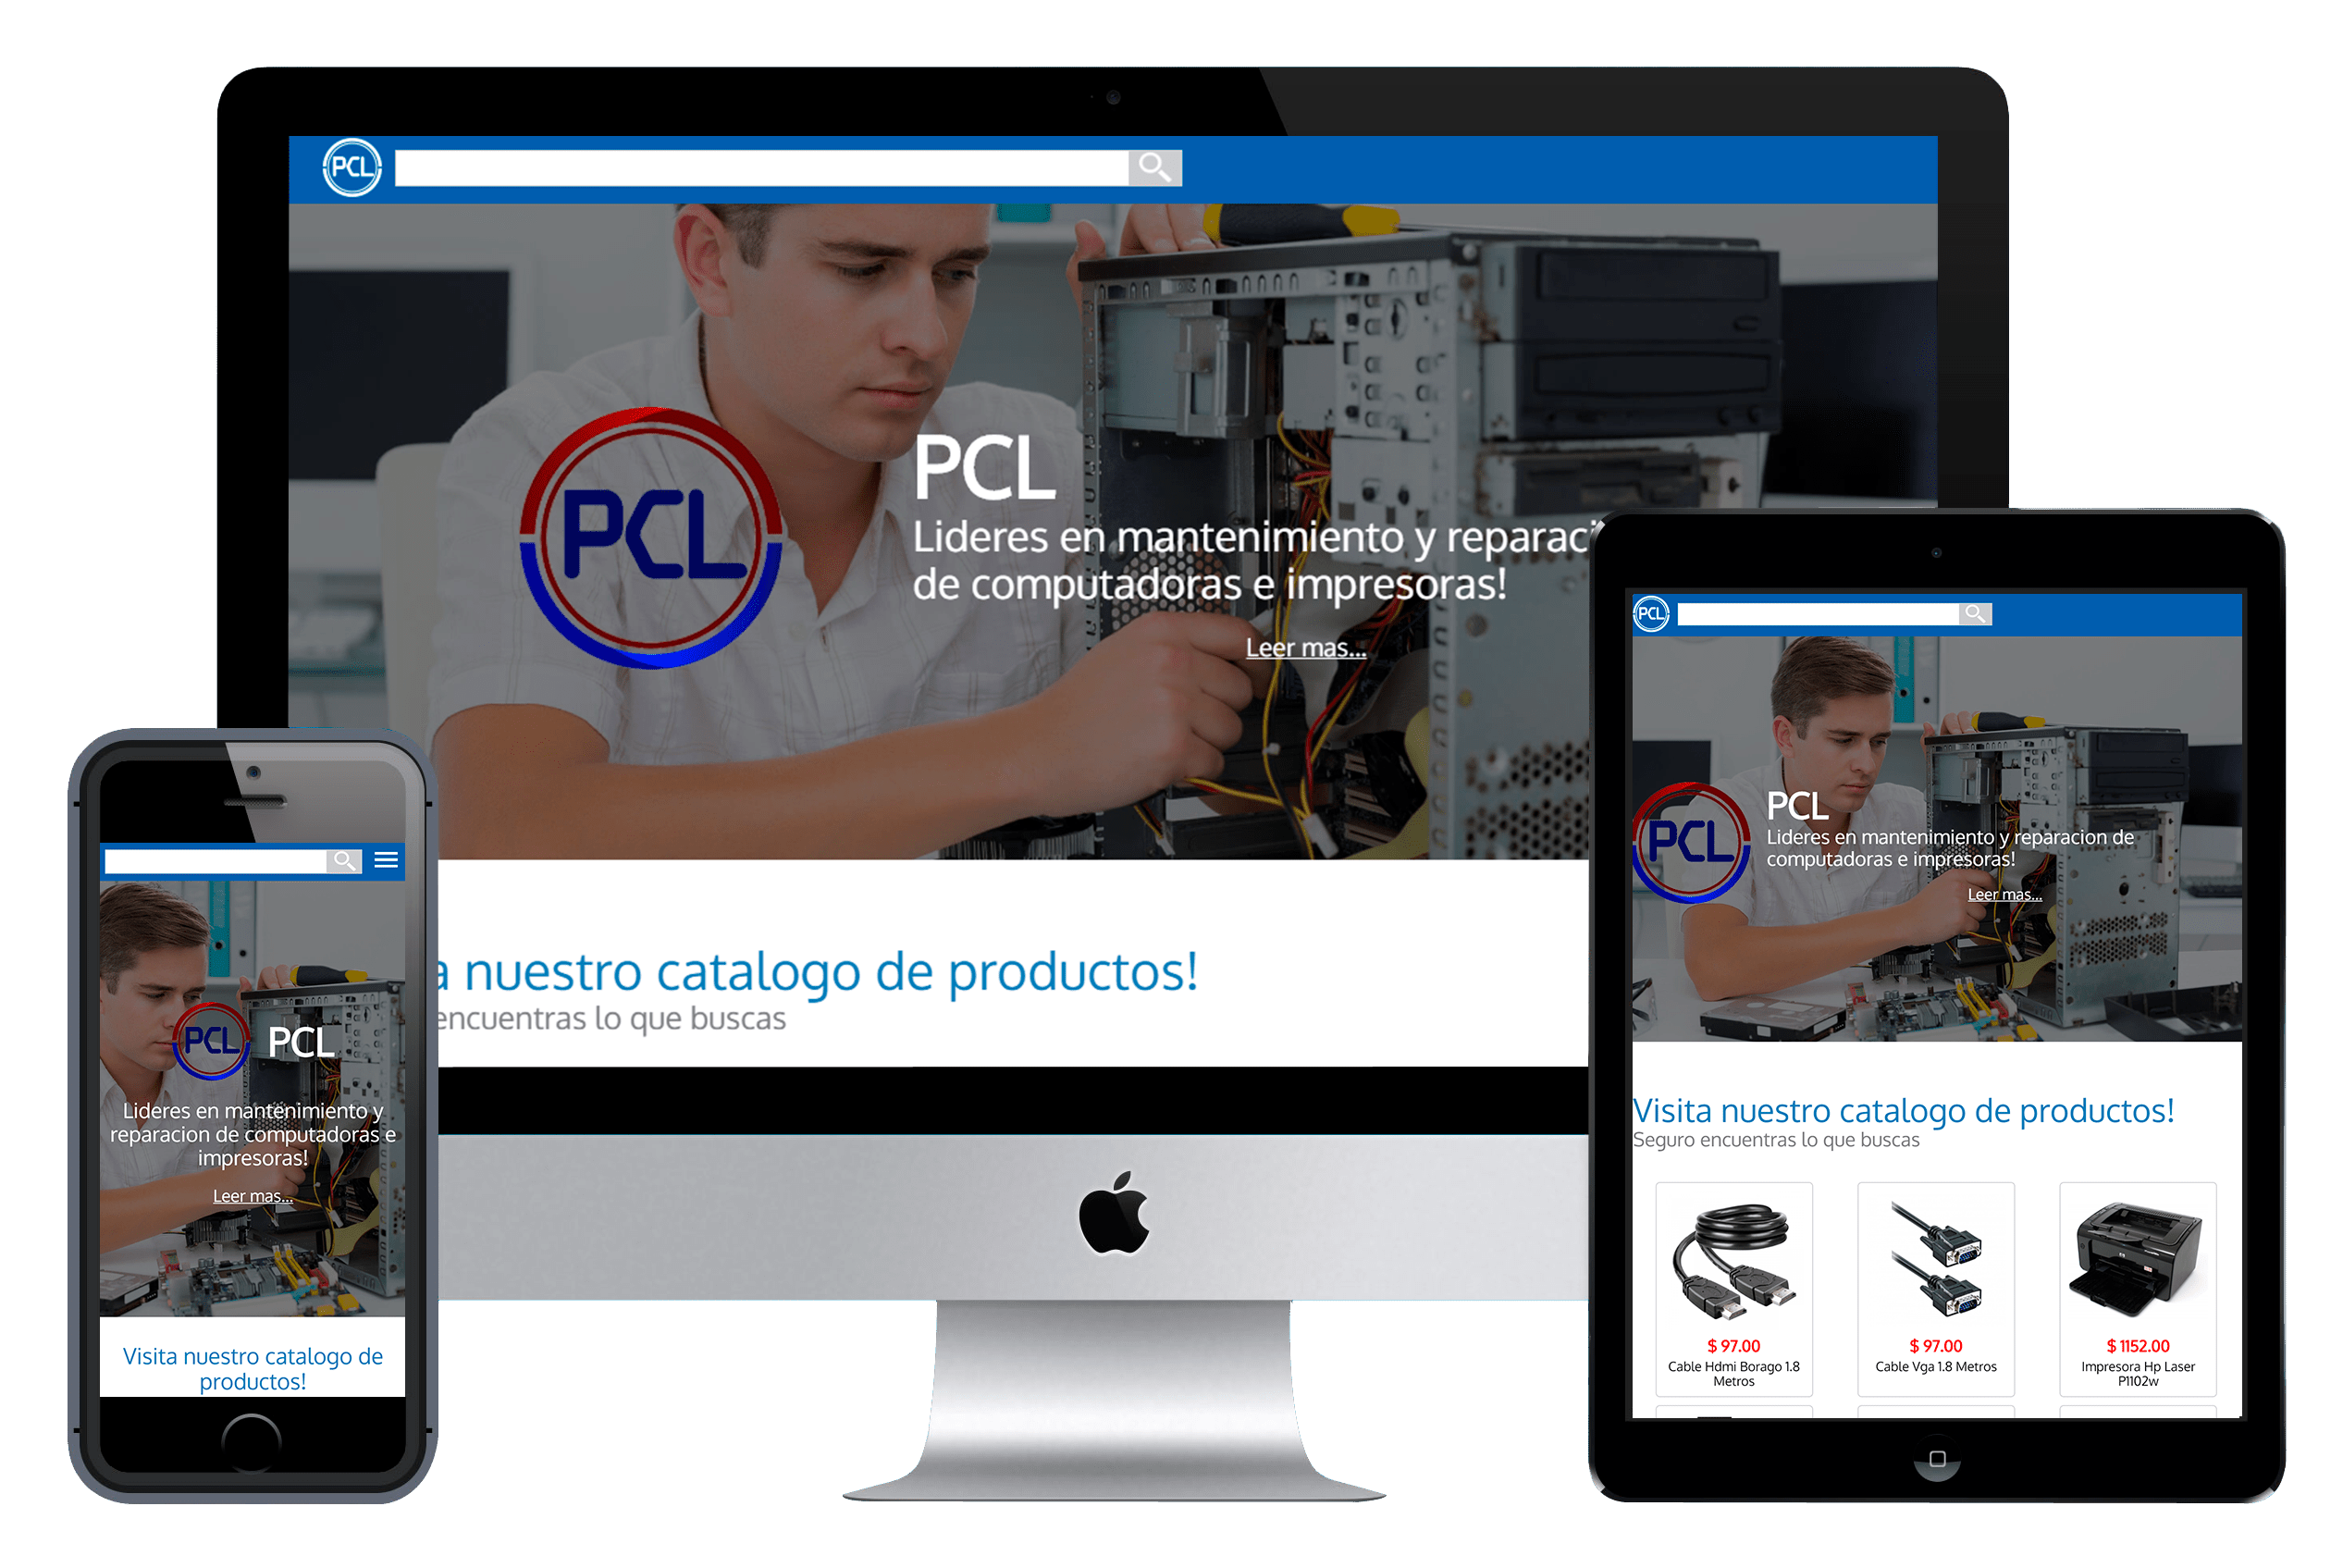 PCL
PCL
PCL
Lideres en mantenimiento y reparac
de computadoras e impresoras!
Leer mas...
nuestro catalogo de productos!
encuentras lo que buscas
PCL
PCL
Lideres en mantenimiento y
reparacion de computadoras e
impresoras!
Leer mas...
Visita nuestro catalogo de
productos!
PCL
PCL
PCL
Lideres en mantenimiento y reparacion de
computadoras e impresoras!
Leer mas...
Visita nuestro catalogo de productos!
Seguro encuentras lo que buscas
$ 97.00
Cable Hdmi Borago 1.8
Metros
$ 97.00
Cable Vga 1.8 Metros
$ 1152.00
Impresora Hp Laser
P1102w